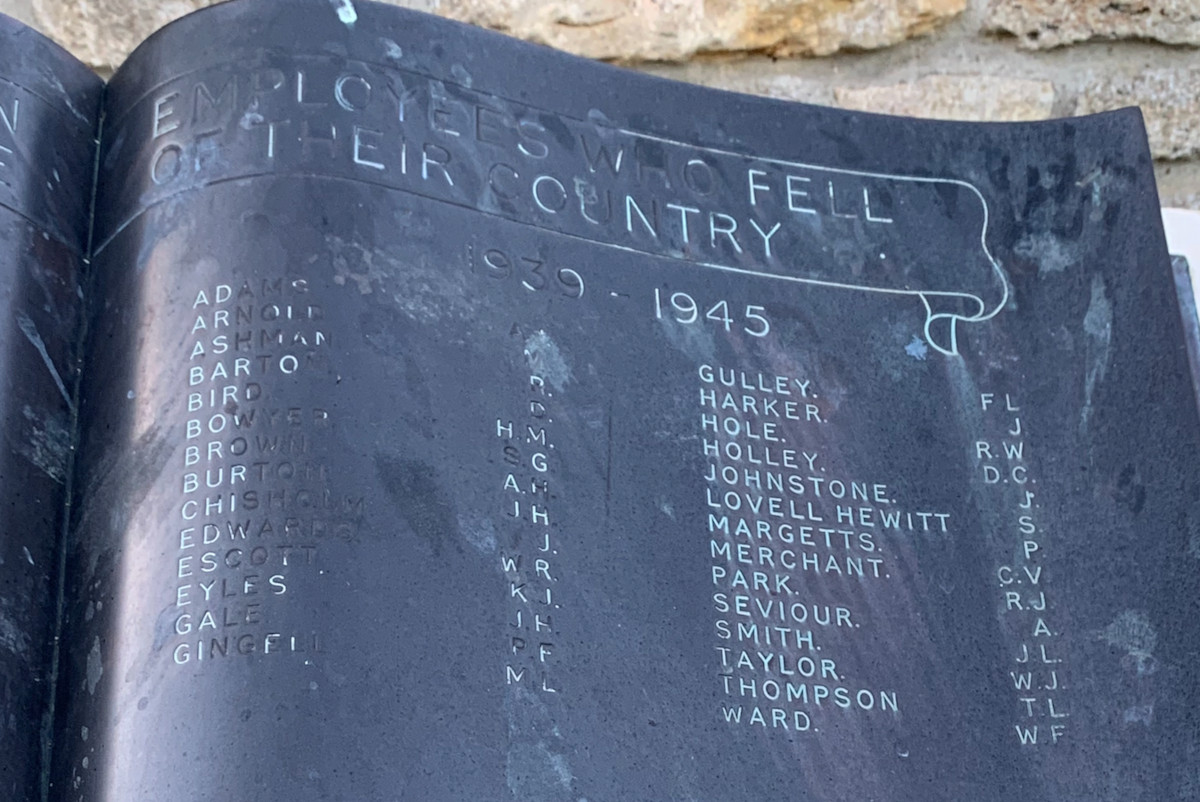 EMPLOYEES WHO FELL
OF THEIR COUNTRY
1939 - 1945
ADAMS
ARNOLD
ASHMAN R.
BARTON D.
BIRD H.M.
BOWYER S.G
BROWN A.H.
BURTON J H
CHISHOLM J.
EDWARDS W R.
ESCOTT. K J.
EYLES J H
GALE P F
GINGELL M L
GULLEY. F L
HARKER. J
HOLE. R.W
HOLLEY. D.C.
JOHNSTONE. J.
LOVELL HEWITT S.
MARGETTS. P.
MERCHANT. C.V
PARK. R.J.
SEVIOUR. A.
SMITH. J L.
TAYLOR. W.J.
THOMPSON T.L.
WARD. W F